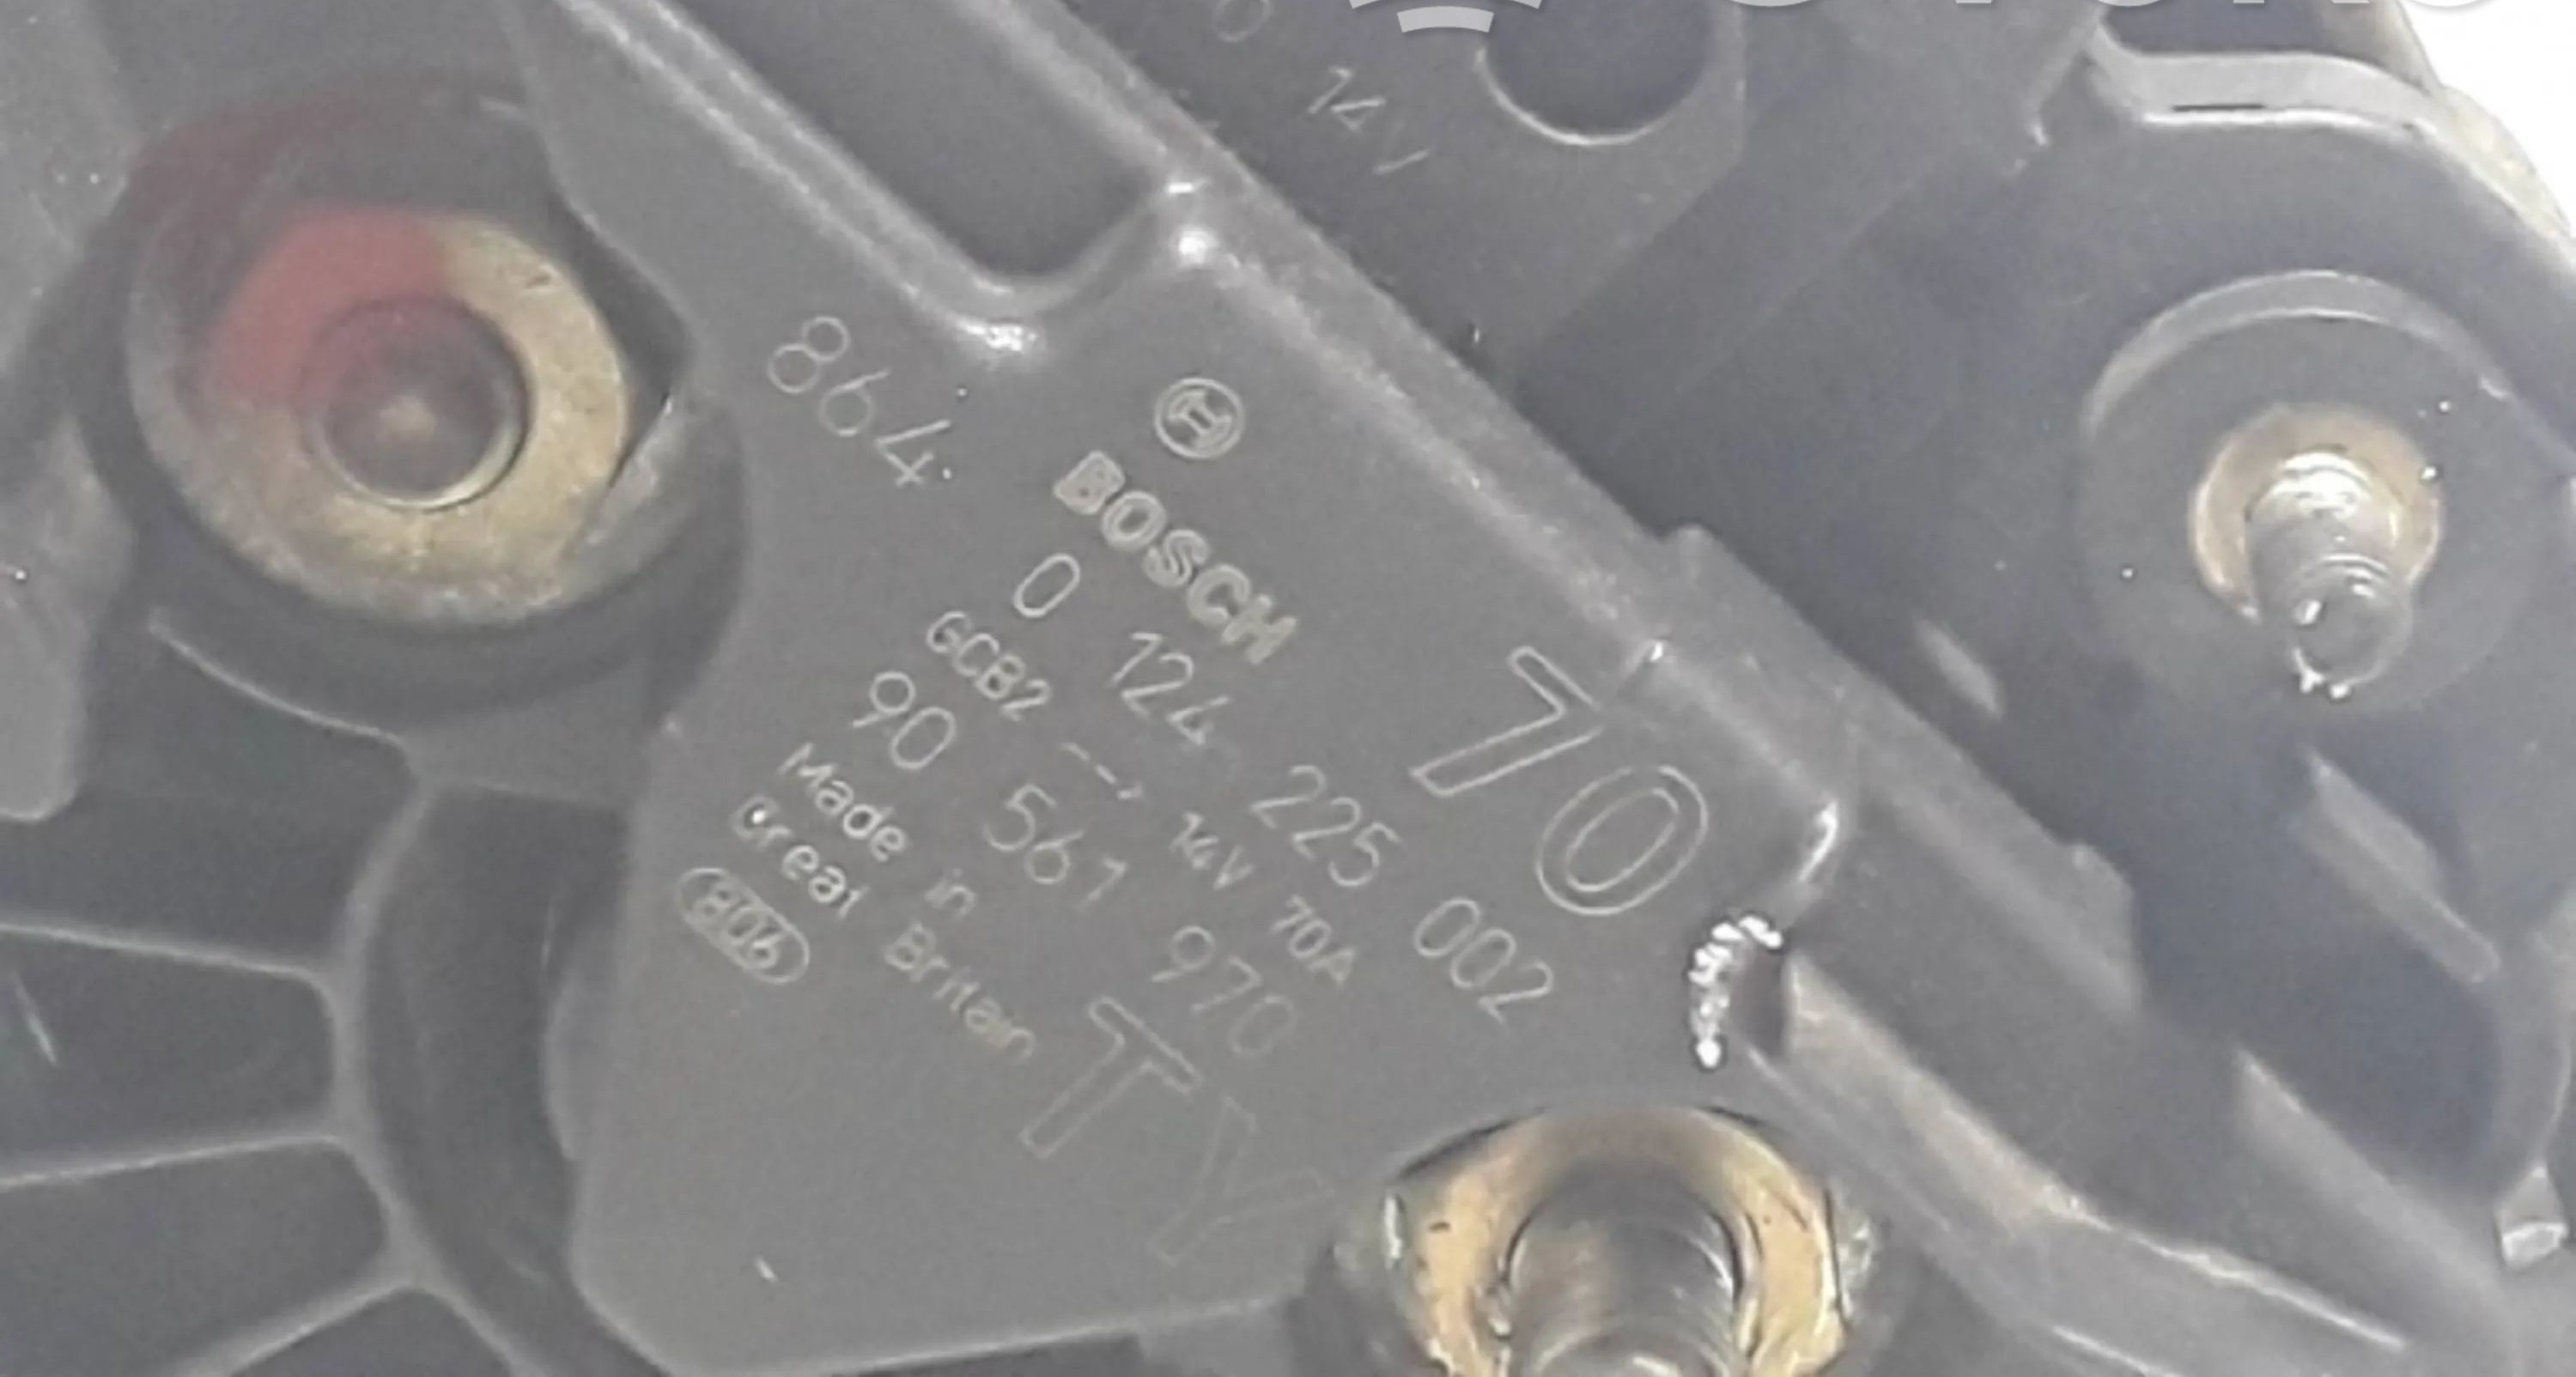 14V
864
BOSCH
0 124 225 002
GCB2 --> 14V 70A
90 561 970
Made in
Great Britain
806
70
TY